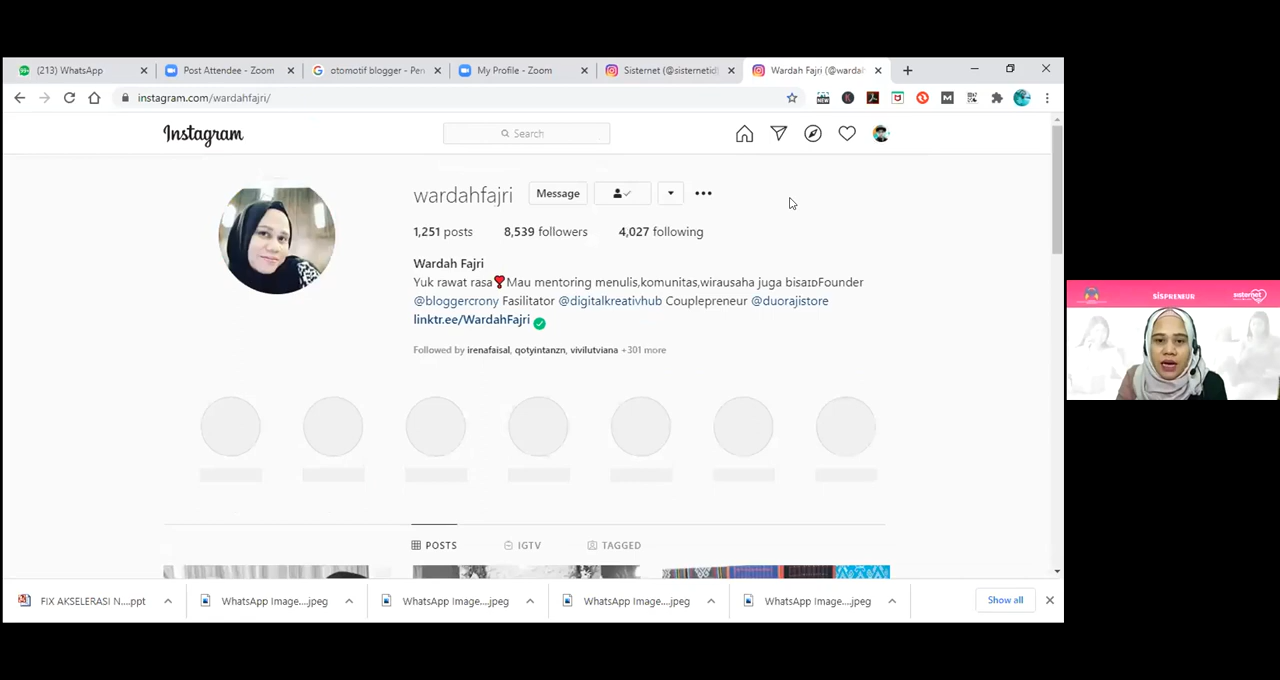 (213) WhatsApp
Post Attendee - Zoom
otomotif blogger - Pen
My Profile - Zoom
Sisternet (@sisternetid
Wardah Fajri (@wardah
instagram.com/wardahfajri/
Instagram
Search
wardahfajri
Message
1,251 posts 8,539 followers 4,027 following
Wardah Fajri
Yuk rawat rasa❣Mau mentoring menulis,komunitas,wirausaha juga bisaɪᴅFounder
@bloggercrony Fasilitator @digitalkreativhub Couplepreneur @duorajistore
linktr.ee/WardahFajri
Followed by irenafaisal, qotyintanzn, vivilutviana +301 more
POSTS IGTV TAGGED
SISPRENEUR
sisternet
FIX AKSELERASI N....ppt
WhatsApp Image....jpeg
WhatsApp Image....jpeg
WhatsApp Image....jpeg
WhatsApp Image....jpeg
Show all